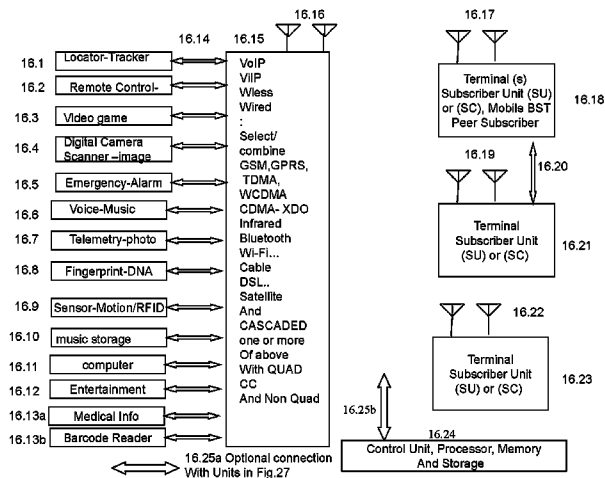 16.16
16.14 16.15
16.17
16.1 Locator-Tracker
16.2 Remote Control-
16.3 Video game
16.4 Digital Camera
Scanner –image
16.5 Emergency-Alarm
16.6 Voice-Music
16.7 Telemetry-photo
16.8 Fingerprint-DNA
16.9 Sensor-Motion/RFID
16.10 music storage
16.11 computer
16.12 Entertainment
16.13a Medical Info
16.13b Barcode Reader
VoIP
ViIP
Wless
Wired
:
Select/
combine
GSM,GPRS,
TDMA,
WCDMA
CDMA- XDO
Infrared
Bluetooth
Wi-Fi...
Cable
DSL..
Satellite
And
CASCADED
one or more
Of above
With QUAD
CC
And Non Quad
Terminal (s)
Subscriber Unit (SU)
or (SC), Mobile BST
Peer Subscriber
16.18
16.19
16.20
Terminal
Subscriber Unit
(SU) or (SC)
16.21
16.22
Terminal
Subscriber Unit
(SU) or (SC)
16.23
16.25b
16.24
Control Unit, Processor, Memory
And Storage
16.25a Optional connection
With Units in Fig.27